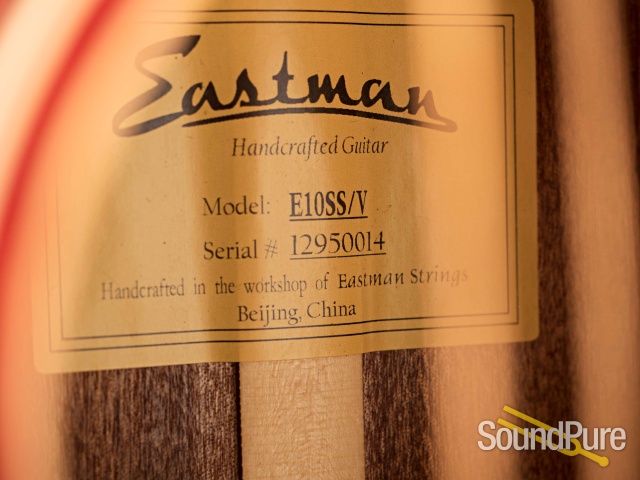 Eastman
Handcrafted Guitar
Model: E10SS/V
Serial # 12950014
Handcrafted in the workshop of Eastman Strings
Beijing, China
SoundPure